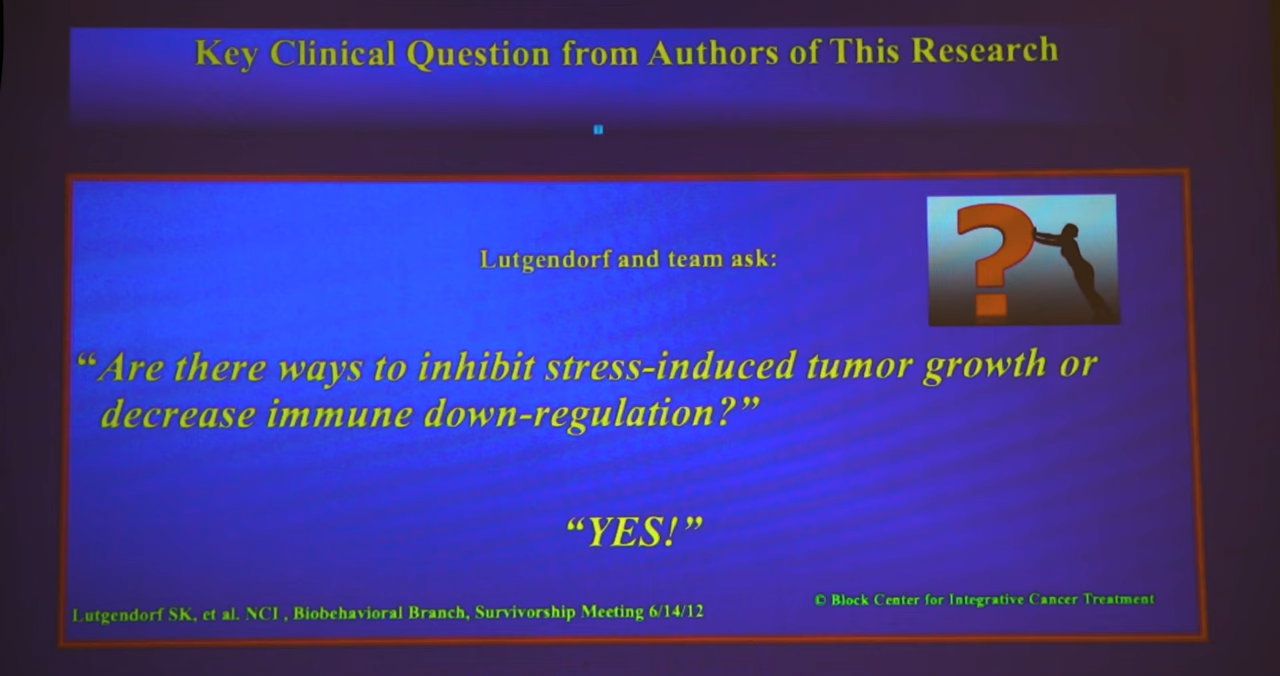 Key Clinical Question from Authors of This Research
Lutgendorf and team ask:
“Are there ways to inhibit stress-induced tumor growth or
decrease immune down-regulation?”
“YES!”
Lutgendorf SK, et al. NCI , Biobehavioral Branch, Survivorship Meeting 6/14/12
© Block Center for Integrative Cancer Treatment